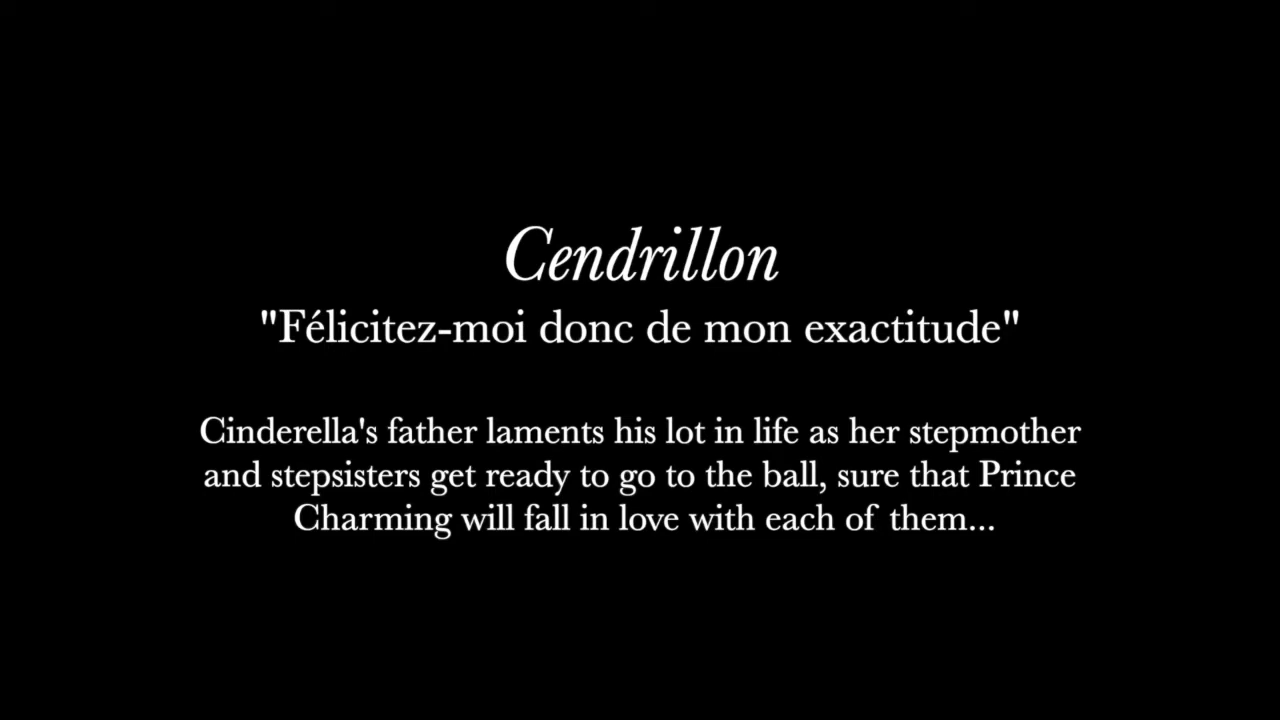 Cendrillon
"Félicitez-moi donc de mon exactitude"
Cinderella's father laments his lot in life as her stepmother
and stepsisters get ready to go to the ball, sure that Prince
Charming will fall in love with each of them...